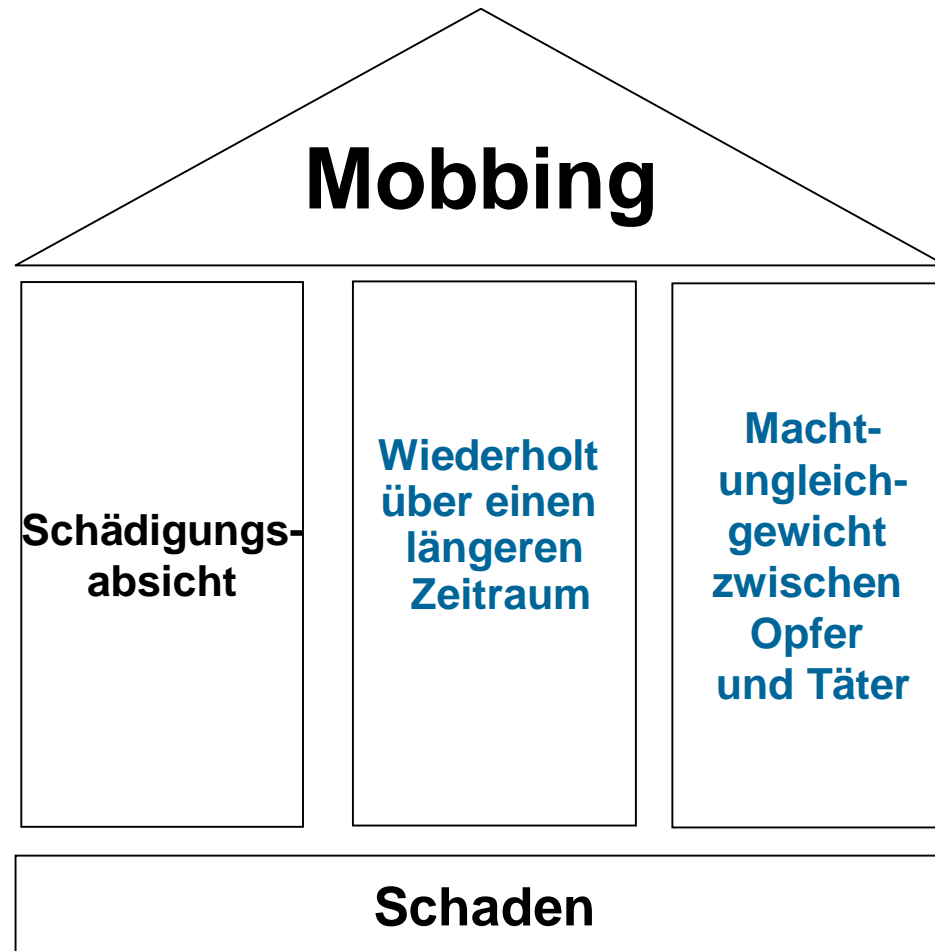 Mobbing
Schädigungs-
absicht
Wiederholt
über einen
längeren
Zeitraum
Macht-
ungleich-
gewicht
zwischen
Opfer
und Täter
Schaden